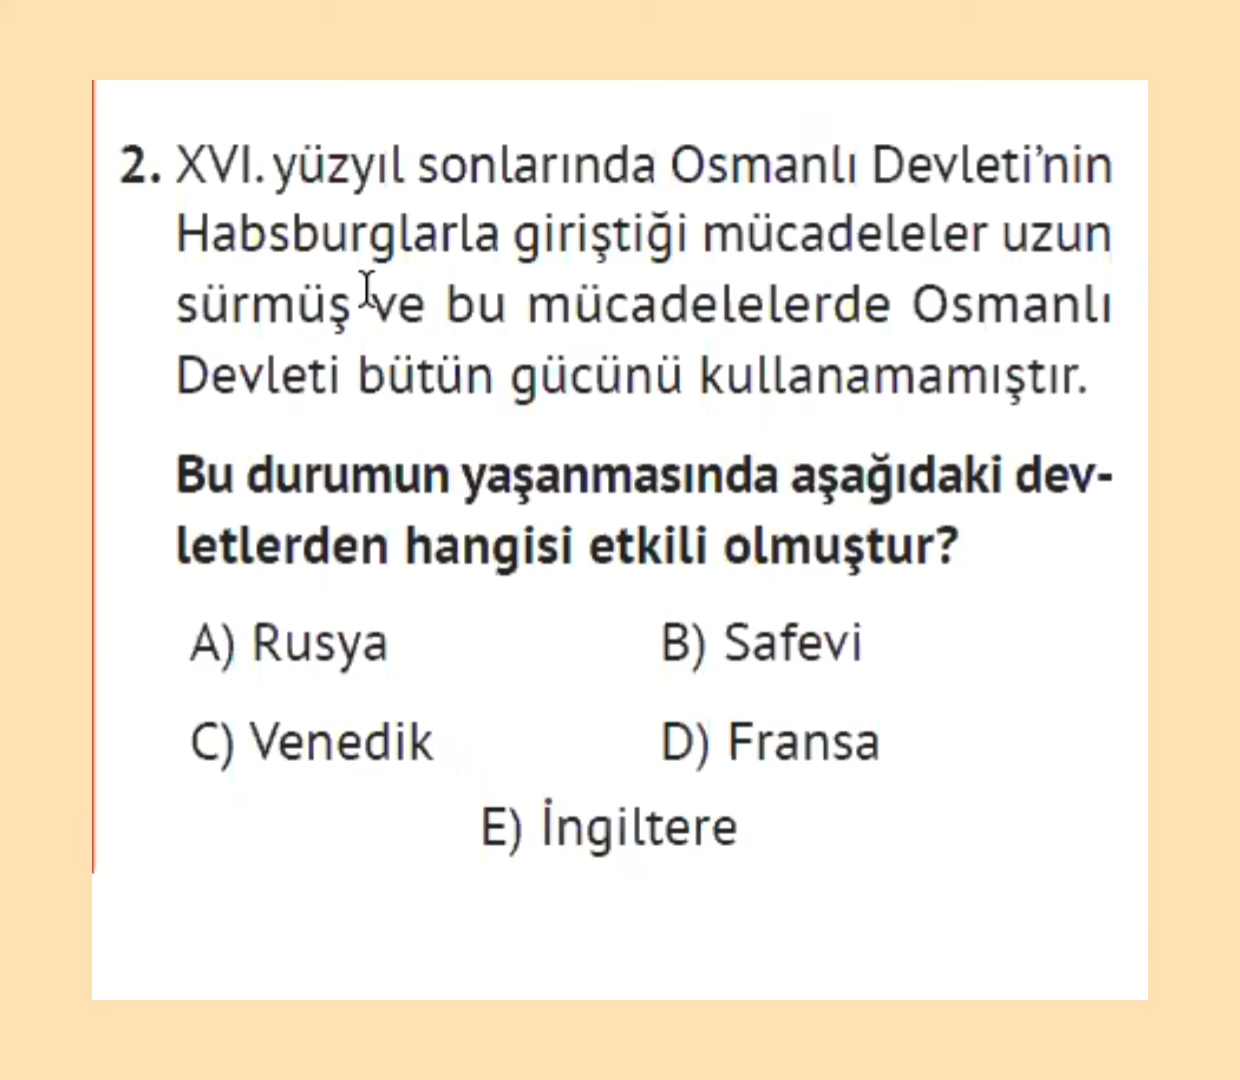 2. XVI. yüzyıl sonlarında Osmanlı Devleti’nin
Habsburglarla giriştiği mücadeleler uzun
sürmüş ve bu mücadelelerde Osmanlı
Devleti bütün gücünü kullanamamıştır.
Bu durumun yaşanmasında aşağıdaki dev-
letlerden hangisi etkili olmuştur?
A) Rusya B) Safevi
C) Venedik D) Fransa
E) İngiltere